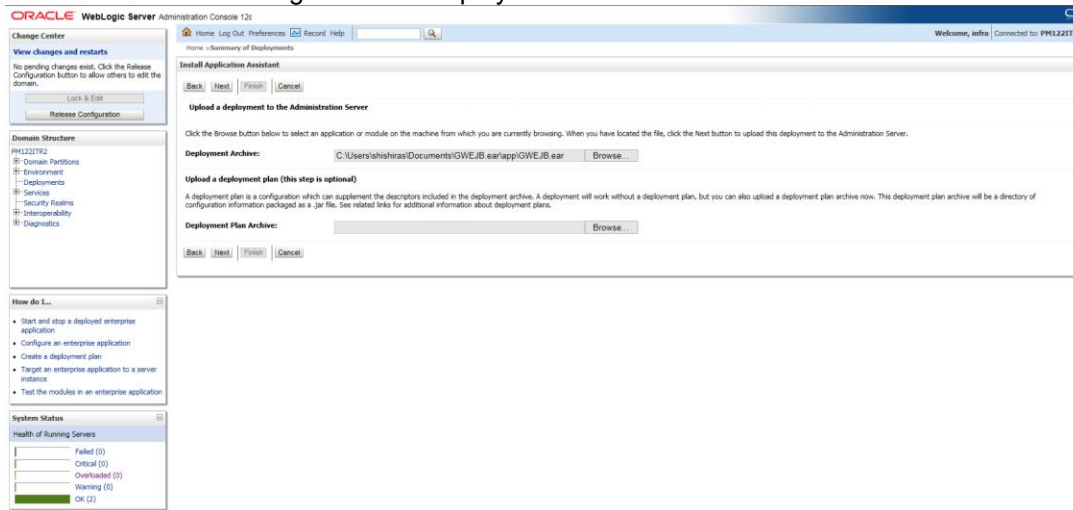 ORACLE WebLogic Server Administration Console 12c
Change Center
View changes and restarts
No pending changes exist. Click the Release
Configuration button to allow others to edit the
domain.
Lock & Edit
Release Configuration
Domain Structure
PM122ITR2
Domain Partitions
Environment
Deployments
Services
Security Realms
Interoperability
Diagnostics
How do I...
Start and stop a deployed enterprise
application
Configure an enterprise application
Create a deployment plan
Target an enterprise application to a server
instance
Test the modules in an enterprise application
System Status
Health of Running Servers
Failed (0)
Critical (0)
Overloaded (0)
Warning (0)
OK (2)
Home Log Out Preferences Record Help
Welcome, infra Connected to: PM122IT
Home >Summary of Deployments
Install Application Assistant
Back Next Finish Cancel
Upload a deployment to the Administration Server
Click the Browse button below to select an application or module on the machine from which you are currently browsing. When you have located the file, click the Next button to upload this deployment to the Administration Server.
Deployment Archive: C:\Users\shishiras\Documents\GWEJB.ear\app\GWEJB.ear Browse...
Upload a deployment plan (this step is optional)
A deployment plan is a configuration which can supplement the descriptors included in the deployment archive. A deployment will work without a deployment plan, but you can also upload a deployment plan archive now. This deployment plan archive will be a directory of
configuration information packaged as a .jar file. See related links for additional information about deployment plans.
Deployment Plan Archive: Browse...
Back Next Finish Cancel